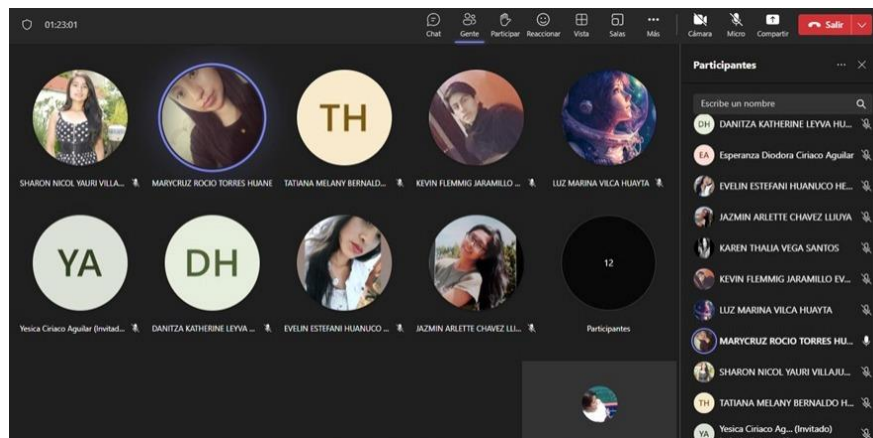 01:23:01
Chat Gente Participar Reaccionar Vista Salas Más Cámara Micro Compartir Salir
TH
SHARON NICOL YAURI VILLA... MARYCRUZ ROCIO TORRES HUANE TATIANA MELANY BERNALD... KEVIN FLEMMIG JARAMILLO ... LUZ MARINA VILCA HUAYTA
YA DH 12
Participantes
Yesica Ciriaco Aguilar (Invitad... DANITZA KATHERINE LEYVA ... EVELIN ESTEFANI HUANUCO ... JAZMIN ARLETTE CHAVEZ LLI...
Participantes
Escribe un nombre
DH DANITZA KATHERINE LEYVA HU...
EA Esperanza Diodora Ciriaco Aguilar
EVELIN ESTEFANI HUANUCO HE...
JAZMIN ARLETTE CHAVEZ LLIUYA
KAREN THALIA VEGA SANTOS
KEVIN FLEMMIG JARAMILLO EV...
LUZ MARINA VILCA HUAYTA
MARYCRUZ ROCIO TORRES HU...
SHARON NICOL YAURI VILLAJU...
TH TATIANA MELANY BERNALDO H...
YA Yesica Ciriaco Ag... (Invitado)